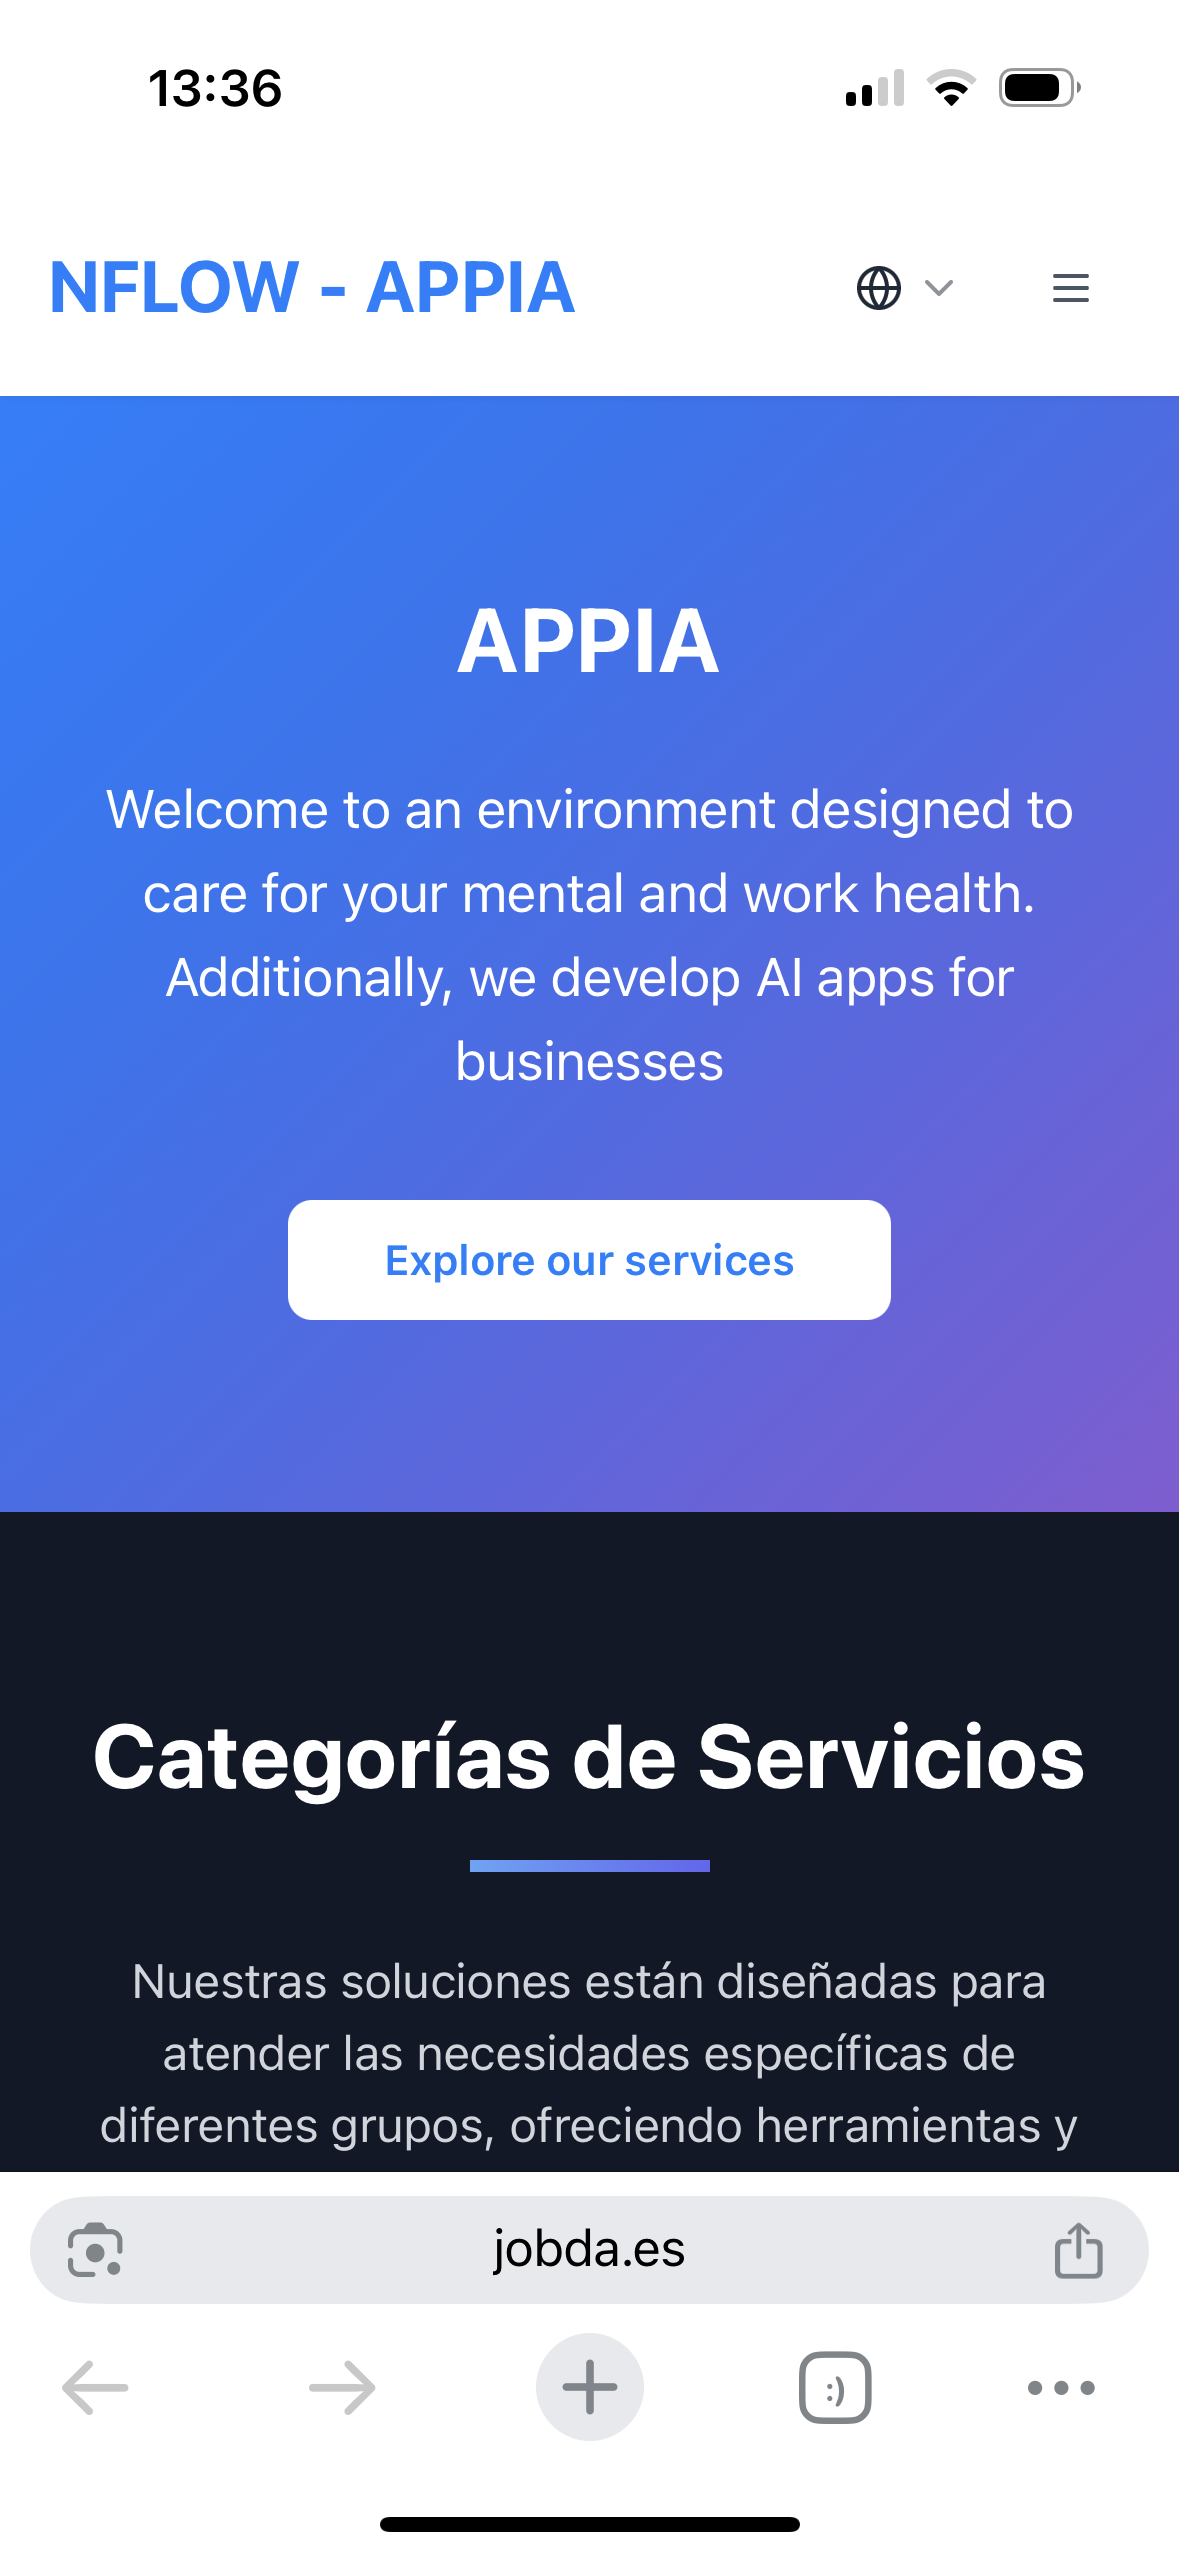 13:36
NFLOW - APPIA
APPIA
Welcome to an environment designed to
care for your mental and work health.
Additionally, we develop AI apps for
businesses
Explore our services
Categorías de Servicios
Nuestras soluciones están diseñadas para
atender las necesidades específicas de
diferentes grupos, ofreciendo herramientas y
jobda.es
:)